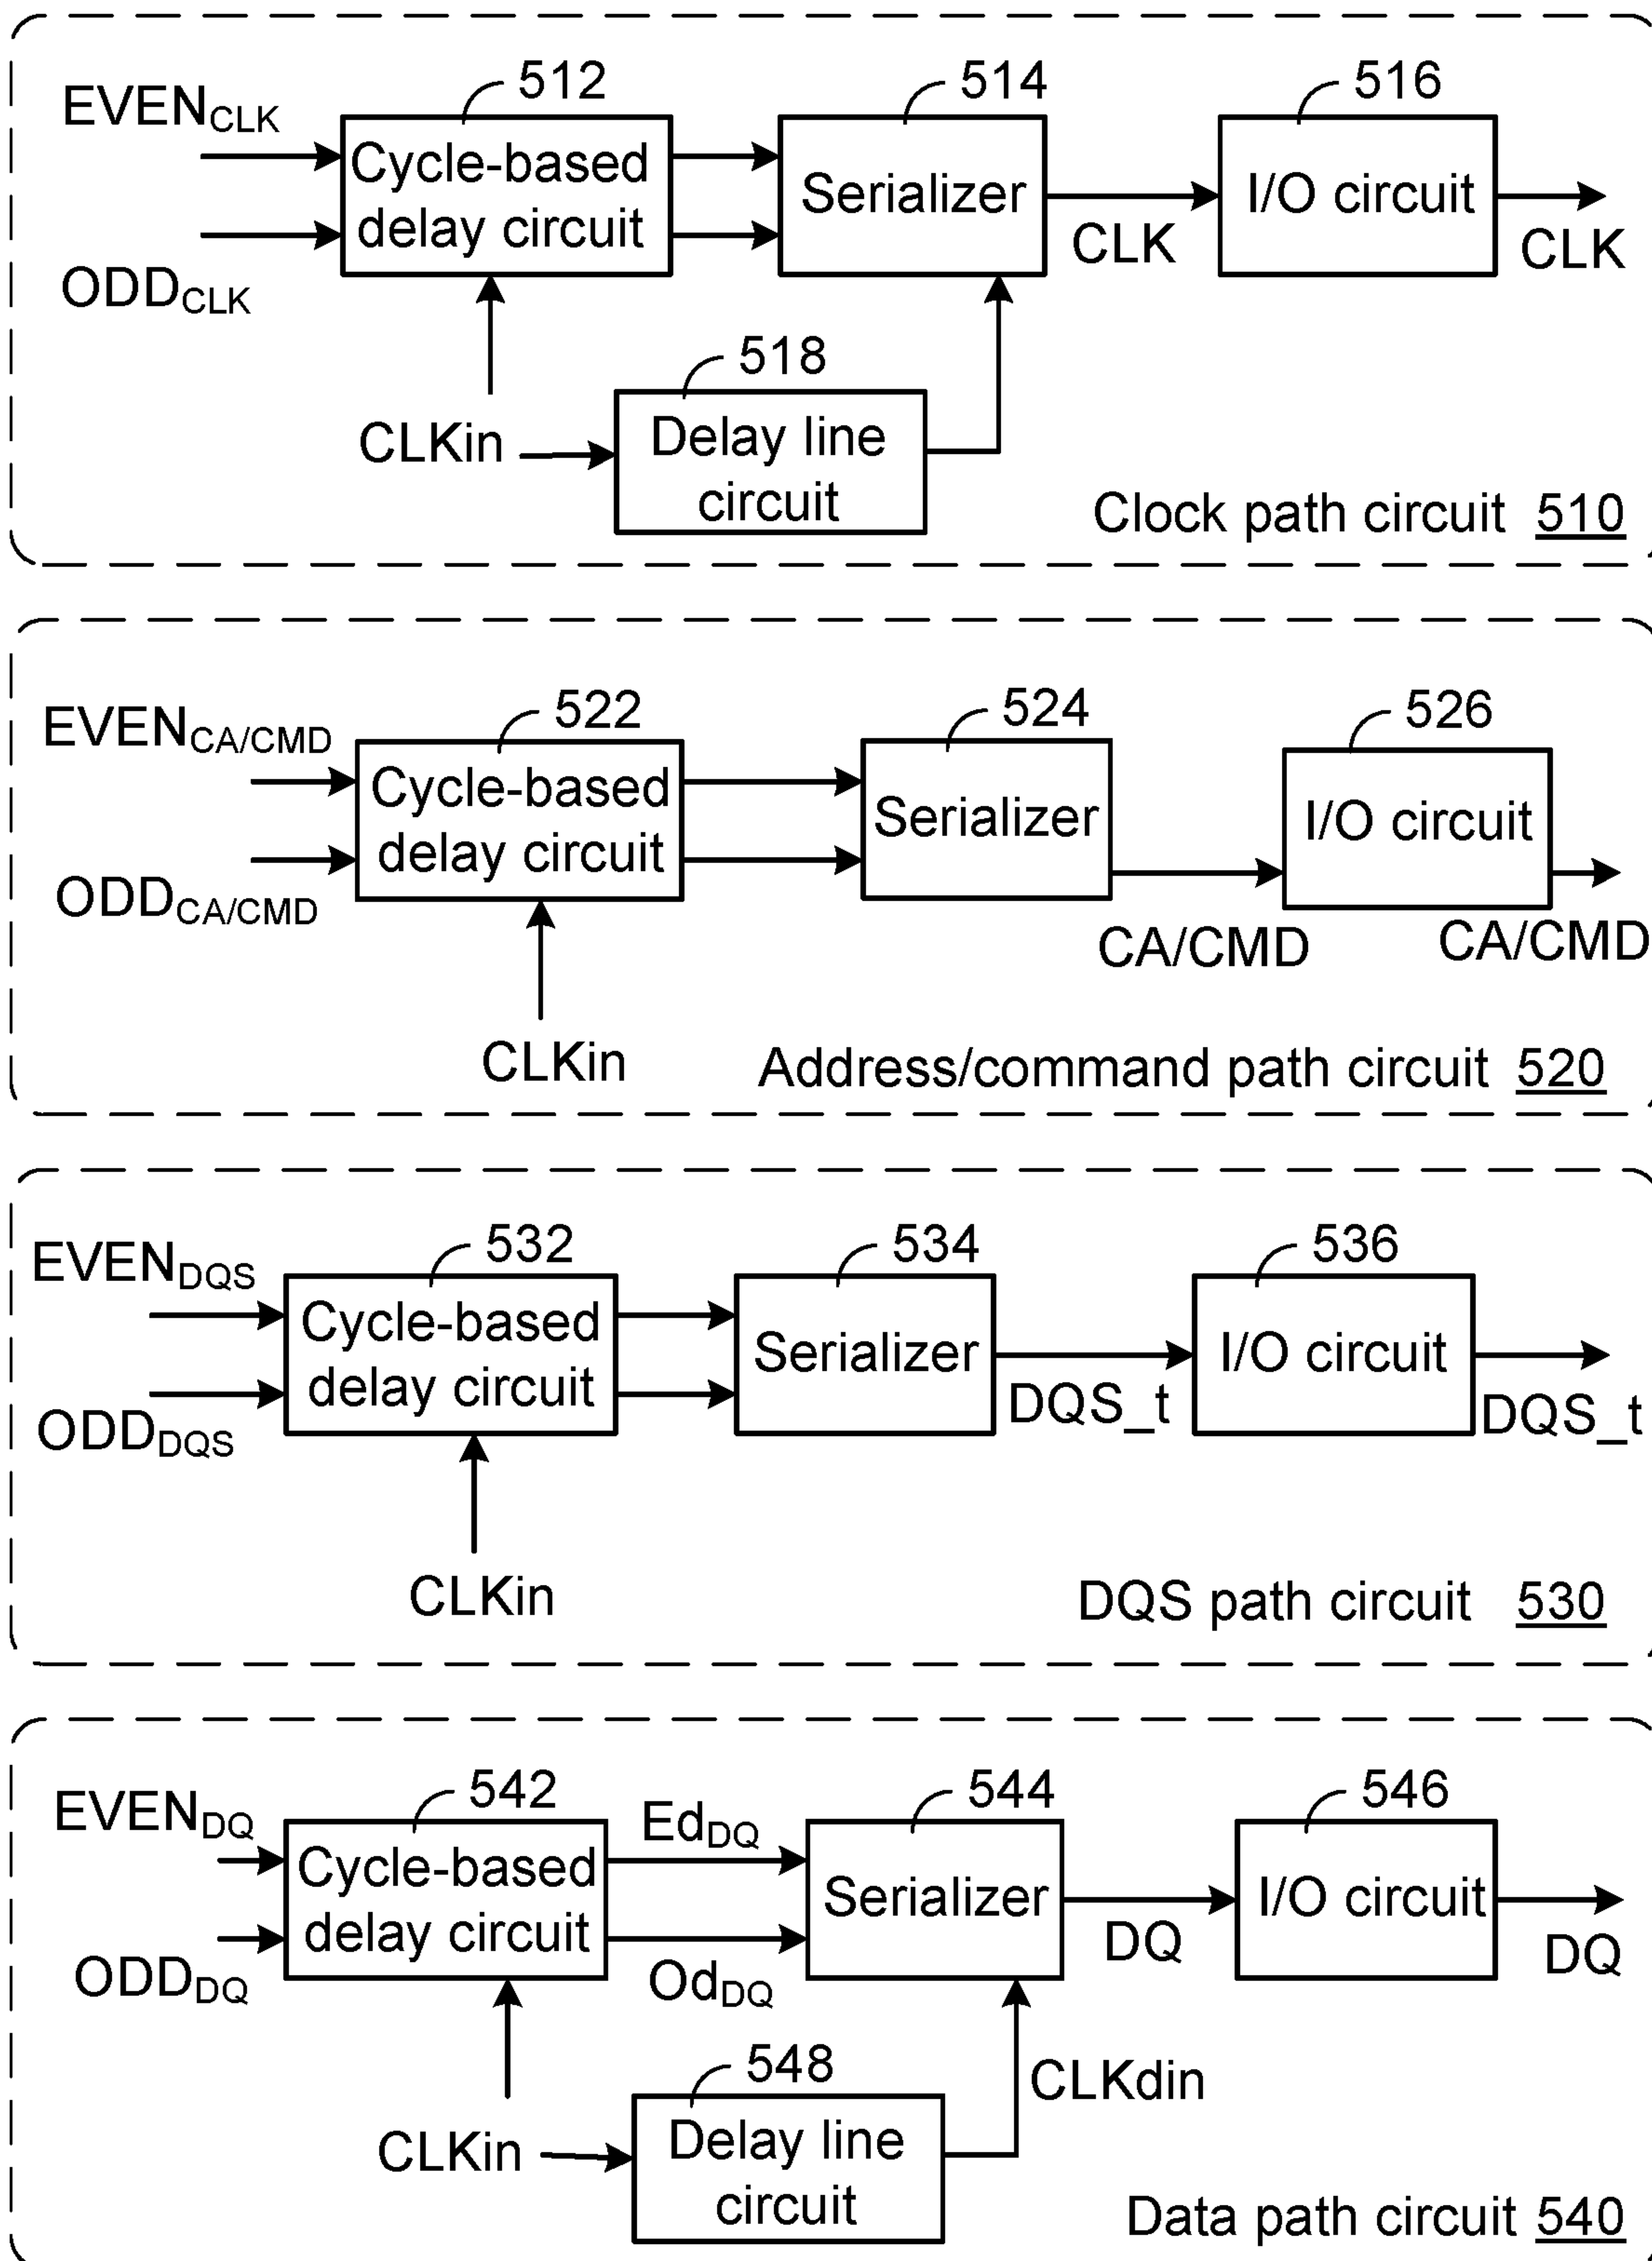 512
514
516
EVENCLK
Cycle-based
delay circuit
Serializer
I/O circuit
CLK
CLK
ODDCLK
518
CLKin
Delay line
circuit
Clock path circuit 510
522
524
526
EVENCA/CMD
Cycle-based
delay circuit
Serializer
I/O circuit
ODDCA/CMD
CA/CMD
CA/CMD
CLKin
Address/command path circuit 520
532
534
536
EVENDQS
Cycle-based
delay circuit
Serializer
I/O circuit
ODDDQS
DQS_t
DQS_t
CLKin
DQS path circuit 530
542
544
546
EVENDQ
EdDQ
Cycle-based
delay circuit
Serializer
I/O circuit
ODDDQ
OdDQ
DQ
DQ
548
CLKdin
CLKin
Delay line
circuit
Data path circuit 540